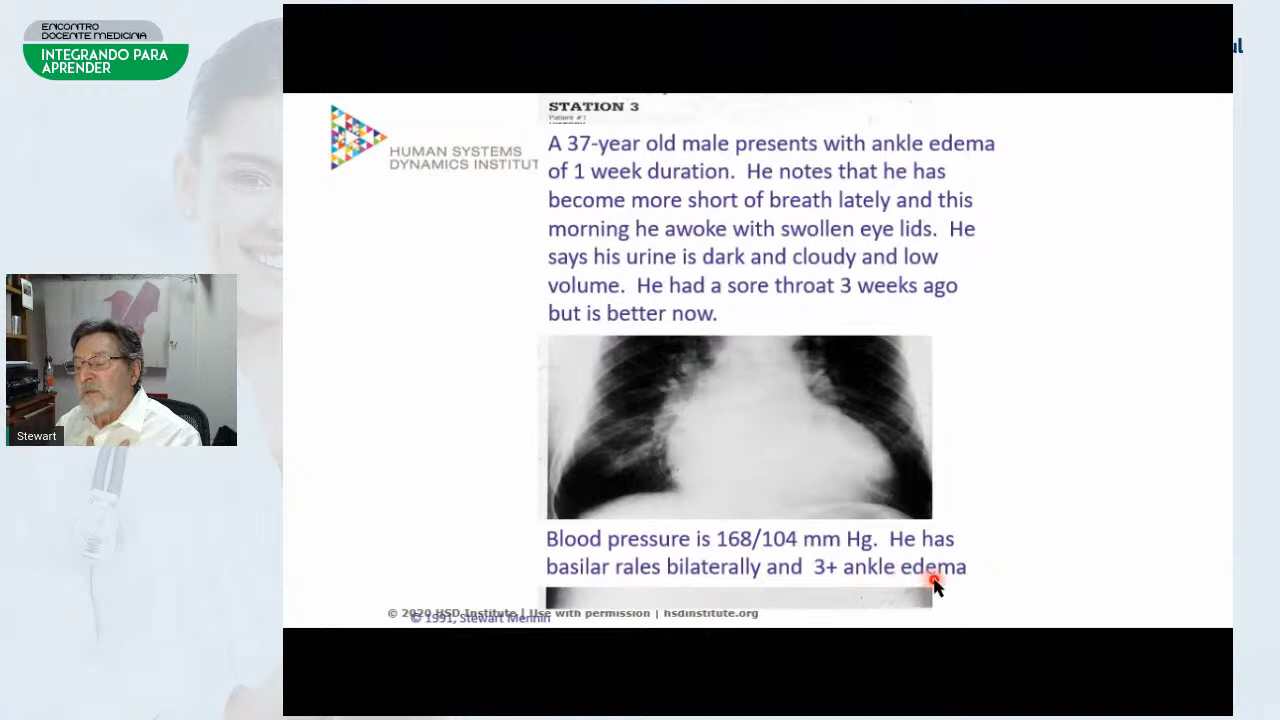 ENCONTRO
DOCENTE MEDICINA
INTEGRANDO PARA
APRENDER
ul
STATION 3
Patient #1
HUMAN SYSTEMS
DYNAMICS INSTITUT
A 37-year old male presents with ankle edema
of 1 week duration. He notes that he has
become more short of breath lately and this
morning he awoke with swollen eye lids. He
says his urine is dark and cloudy and low
volume. He had a sore throat 3 weeks ago
but is better now.
Stewart
Blood pressure is 168/104 mm Hg. He has
basilar rales bilaterally and 3+ ankle edema
© 2020 HSD Institute | Use with permission | hsdinstitute.org
© 1991, Stewart Mennin